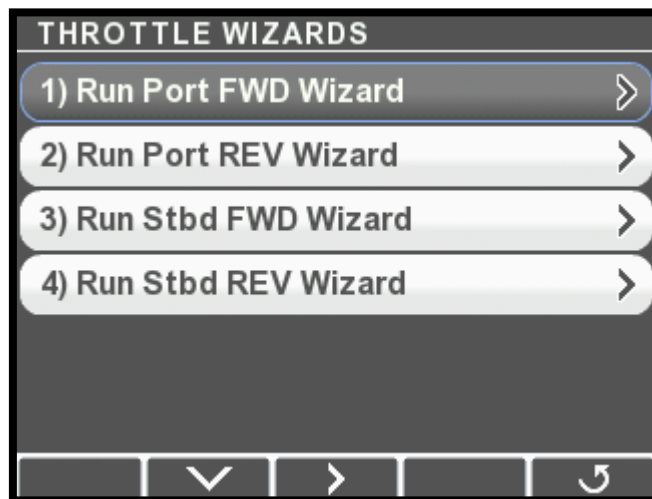 THROTTLE WIZARDS
1) Run Port FWD Wizard
2) Run Port REV Wizard
3) Run Stbd FWD Wizard
4) Run Stbd REV Wizard